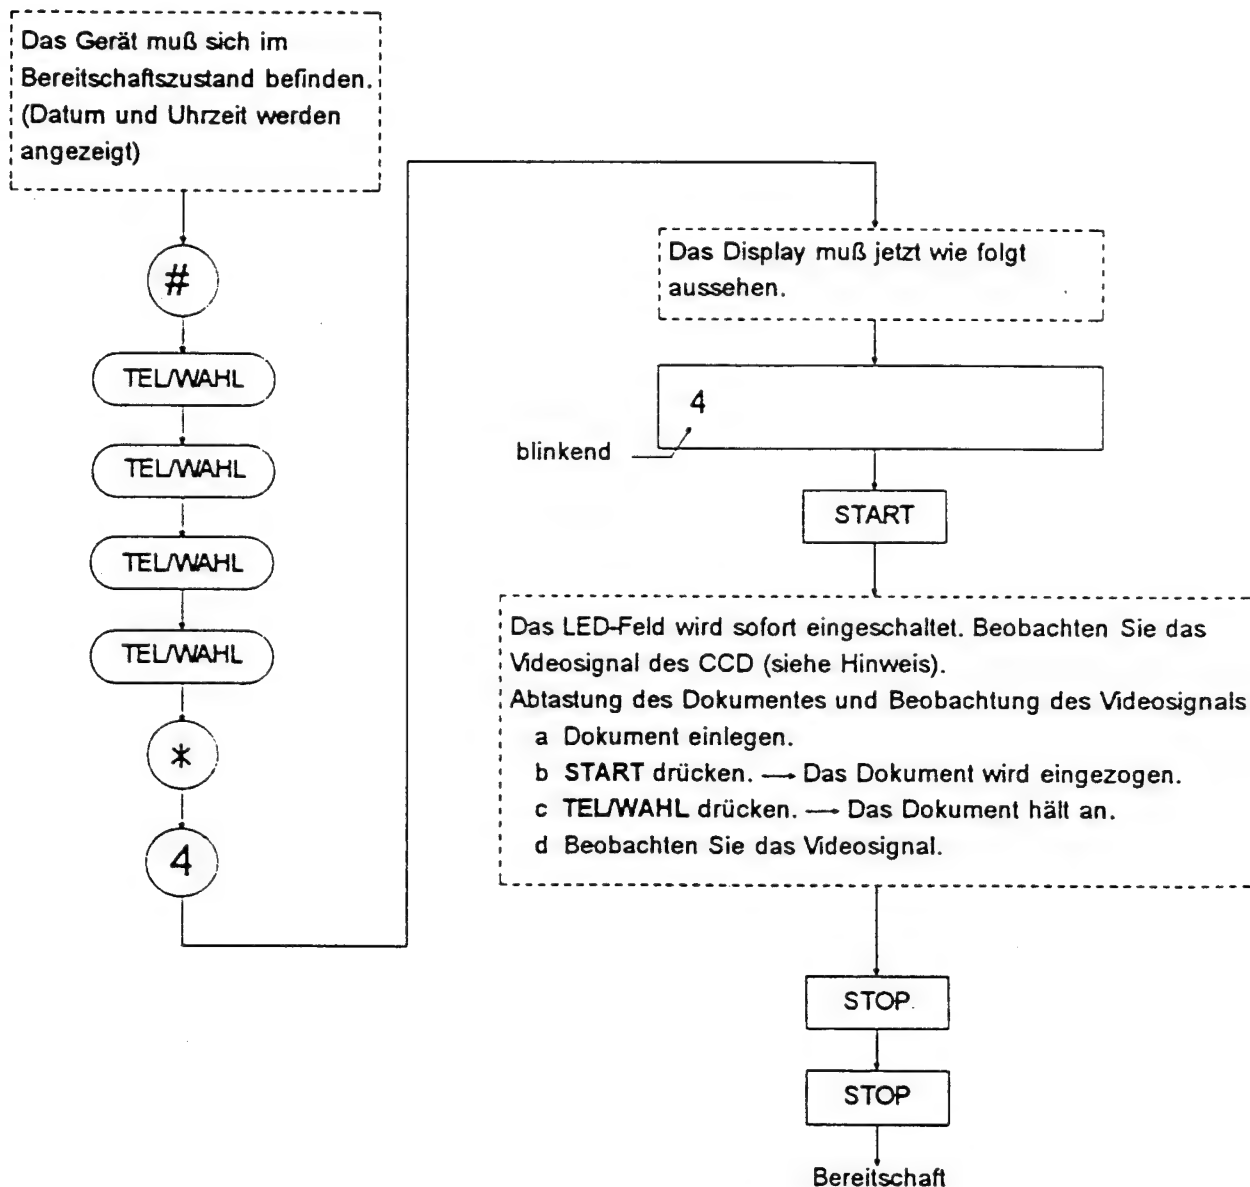 Das Gerät muß sich im
Bereitschaftszustand befinden.
(Datum und Uhrzeit werden
angezeigt)
#
TEL/WAHL
TEL/WAHL
TEL/WAHL
TEL/WAHL
*
4
Das Display muß jetzt wie folgt
aussehen.
4
blinkend
START
Das LED-Feld wird sofort eingeschaltet. Beobachten Sie das
Videosignal des CCD (siehe Hinweis).
Abtastung des Dokumentes und Beobachtung des Videosignals
a Dokument einlegen.
b START drücken. → Das Dokument wird eingezogen.
c TEL/WAHL drücken. → Das Dokument hält an.
d Beobachten Sie das Videosignal.
STOP
STOP
Bereitschaft